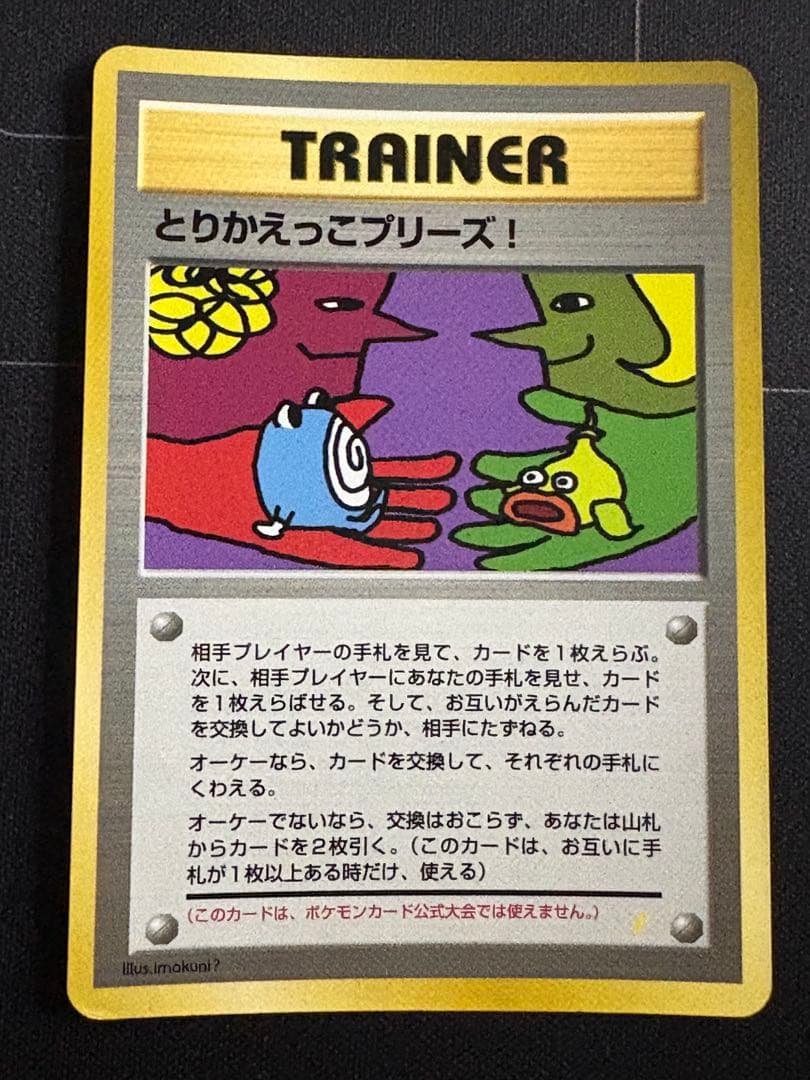 TRAINER
とりかえっこプリーズ！
相手プレイヤーの手札を見て、カードを1枚えらぶ。
次に、相手プレイヤーにあなたの手札を見せ、カード
を1枚えらばせる。そして、お互いがえらんだカード
を交換してよいかどうか、相手にたずねる。
オーケーなら、カードを交換して、それぞれの手札に
くわえる。
オーケーでないなら、交換はおこらず、あなたは山札
からカードを2枚引く。（このカードは、お互いに手
札が1枚以上ある時だけ、使える）
（このカードは、ポケモンカード公式大会では使えません。）
Illus.imakuni?